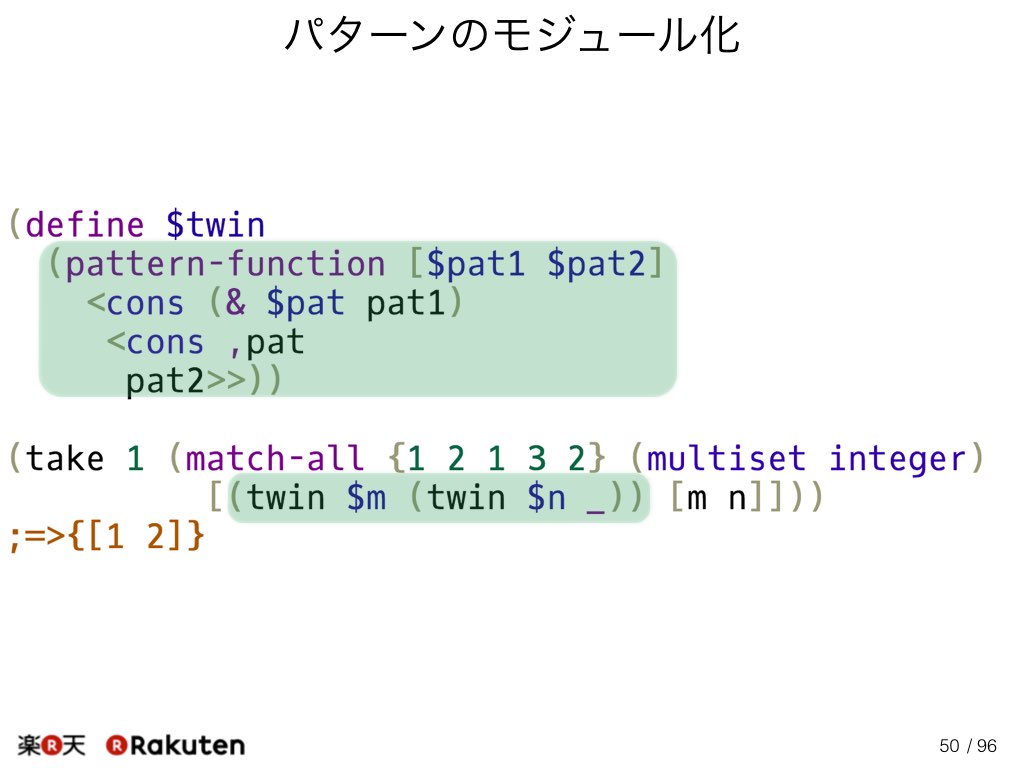 パターンのモジュール化
(define $twin
  (pattern-function [$pat1 $pat2]
    <cons (& $pat pat1)
     <cons ,pat
      pat2>>))
(take 1 (match-all {1 2 1 3 2} (multiset integer)
          [(twin $m (twin $n _)) [m n]]))
;=>{[1 2]}
楽R天 R Rakuten
50 / 96